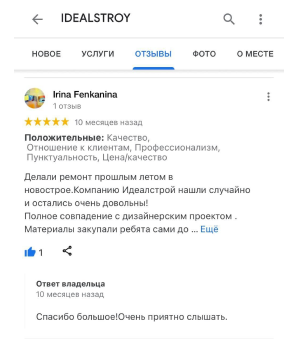 IDEALSTROY
НОВОЕ УСЛУГИ ОТЗЫВЫ ФОТО О МЕСТЕ
Irina Fenkanina
1 отзыв
10 месяцев назад
Положительные: Качество,
Отношение к клиентам, Профессионализм,
Пунктуальность, Цена/качество
Делали ремонт прошлым летом в
новострое.Компанию Идеалстрой нашли случайно
и остались очень довольны!
Полное совпадение с дизайнерским проектом .
Материалы закупали ребята сами до ... Ещё
1
Ответ владельца
10 месяцев назад
Спасибо большое!Очень приятно слышать.